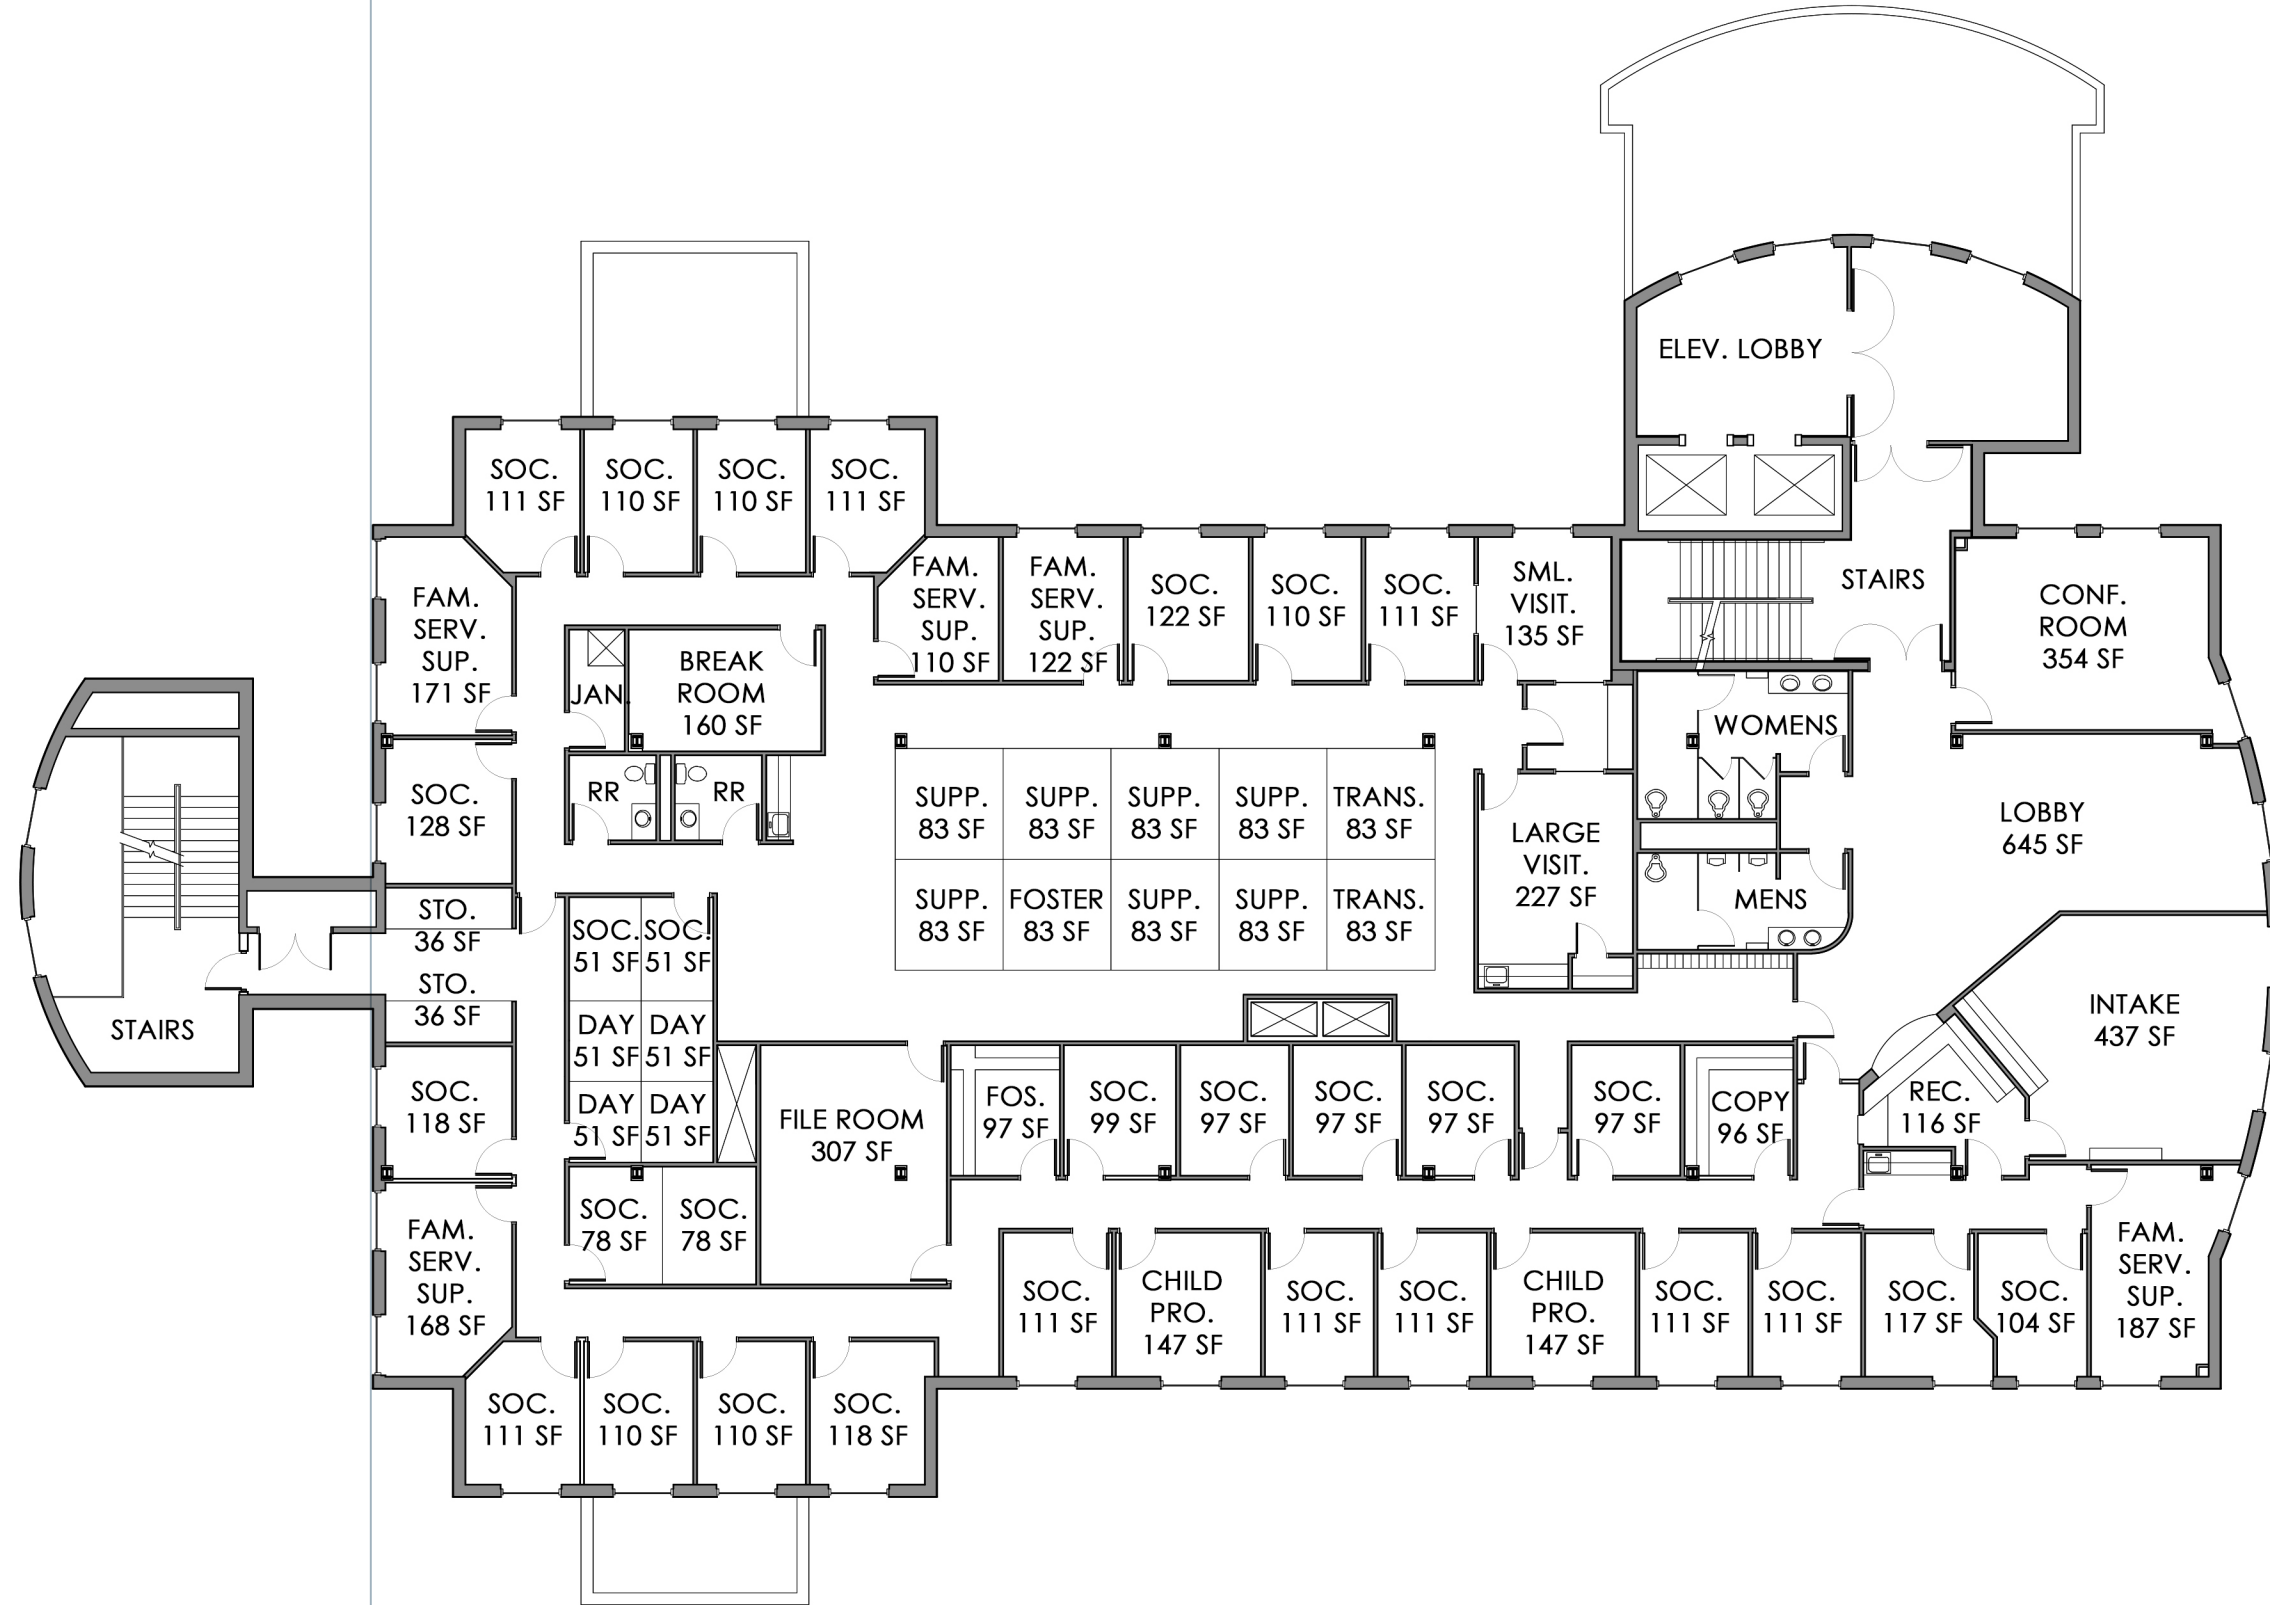 ELEV. LOBBY
SOC.
111 SF
SOC.
110 SF
SOC.
110 SF
SOC.
111 SF
FAM.
SERV.
SUP.
171 SF
FAM.
SERV.
SUP.
110 SF
FAM.
SERV.
SUP.
122 SF
SOC.
122 SF
SOC.
110 SF
SOC.
111 SF
SML.
VISIT.
135 SF
STAIRS
CONF.
ROOM
354 SF
JAN.
BREAK
ROOM
160 SF
WOMENS
SOC.
128 SF
RR
RR
SUPP.
83 SF
SUPP.
83 SF
SUPP.
83 SF
SUPP.
83 SF
TRANS.
83 SF
LARGE
VISIT.
227 SF
LOBBY
645 SF
SUPP.
83 SF
FOSTER
83 SF
SUPP.
83 SF
SUPP.
83 SF
TRANS.
83 SF
MENS
STO.
36 SF
STO.
36 SF
SOC.
51 SF
SOC.
51 SF
STAIRS
DAY
51 SF
DAY
51 SF
INTAKE
437 SF
SOC.
118 SF
DAY
51 SF
DAY
51 SF
FILE ROOM
307 SF
FOS.
97 SF
SOC.
99 SF
SOC.
97 SF
SOC.
97 SF
SOC.
97 SF
SOC.
97 SF
COPY
96 SF
REC.
116 SF
FAM.
SERV.
SUP.
168 SF
SOC.
78 SF
SOC.
78 SF
SOC.
111 SF
CHILD
PRO.
147 SF
SOC.
111 SF
SOC.
111 SF
CHILD
PRO.
147 SF
SOC.
111 SF
SOC.
111 SF
SOC.
117 SF
SOC.
104 SF
FAM.
SERV.
SUP.
187 SF
SOC.
111 SF
SOC.
110 SF
SOC.
110 SF
SOC.
118 SF